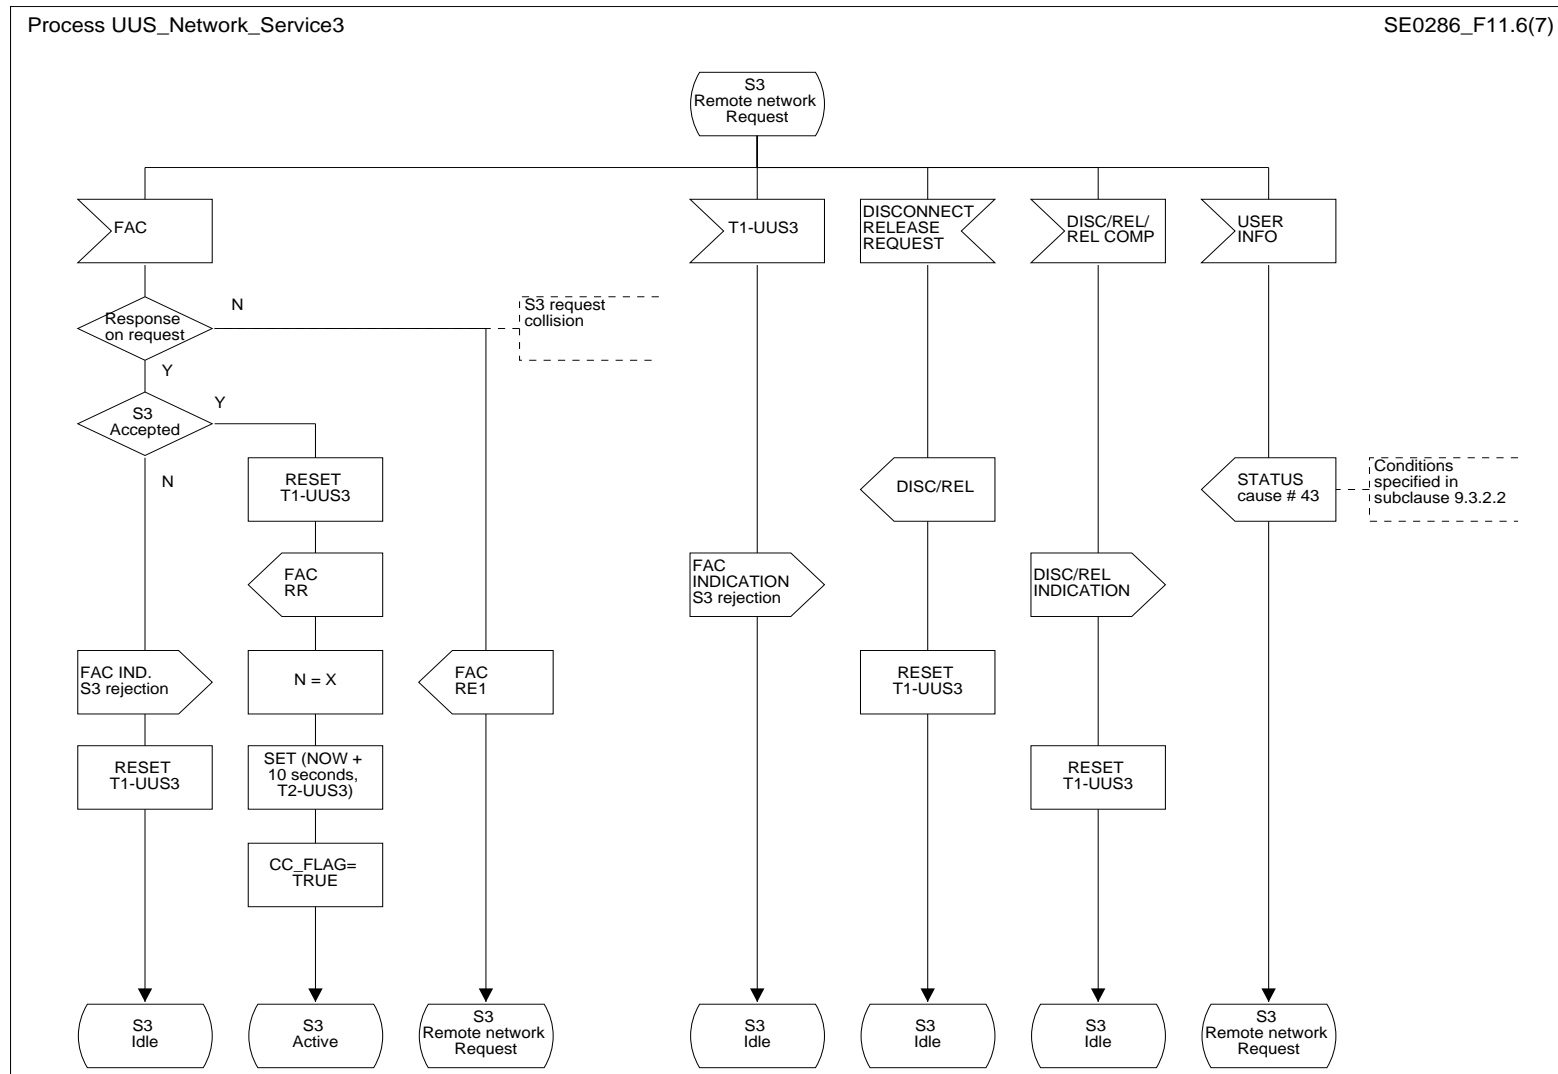 Process UUS_Network_Service3
SE0286_F11.6(7)
S3
Remote network
Request
FAC
T1-UUS3
DISCONNECT
RELEASE
REQUEST
DISC/REL/
REL COMP
USER
INFO
Response
on request
N
S3 request
collision
Y
S3
Accepted
Y
N
RESET
T1-UUS3
DISC/REL
STATUS
cause # 43
Conditions
specified in
subclause 9.3.2.2
FAC
RR
FAC
INDICATION
S3 rejection
DISC/REL
INDICATION
FAC IND.
S3 rejection
N = X
FAC
RE1
RESET
T1-UUS3
RESET
T1-UUS3
SET (NOW +
10 seconds,
T2-UUS3)
RESET
T1-UUS3
CC_FLAG=
TRUE
S3
Idle
S3
Active
S3
Remote network
Request
S3
Idle
S3
Idle
S3
Idle
S3
Remote network
Request